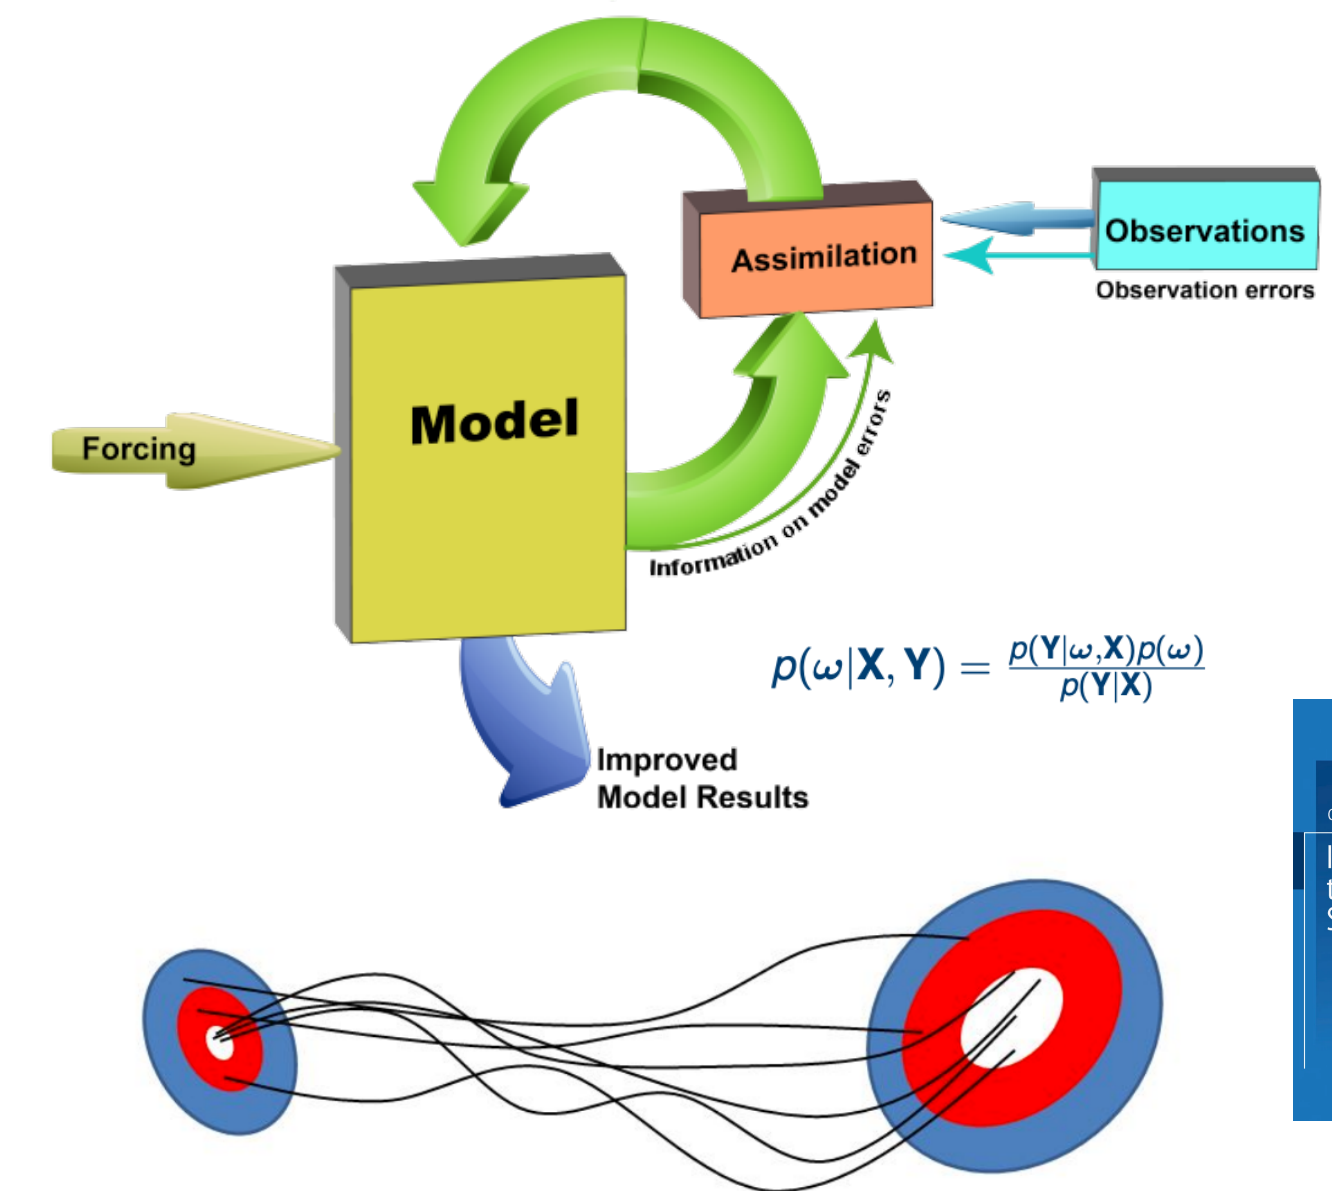 Observations
Assimilation
Observation errors
Model
Forcing
Information on model errors
p(ω|X, Y) = p(Y|ω,X)p(ω) / p(Y|X)
Improved
Model Results